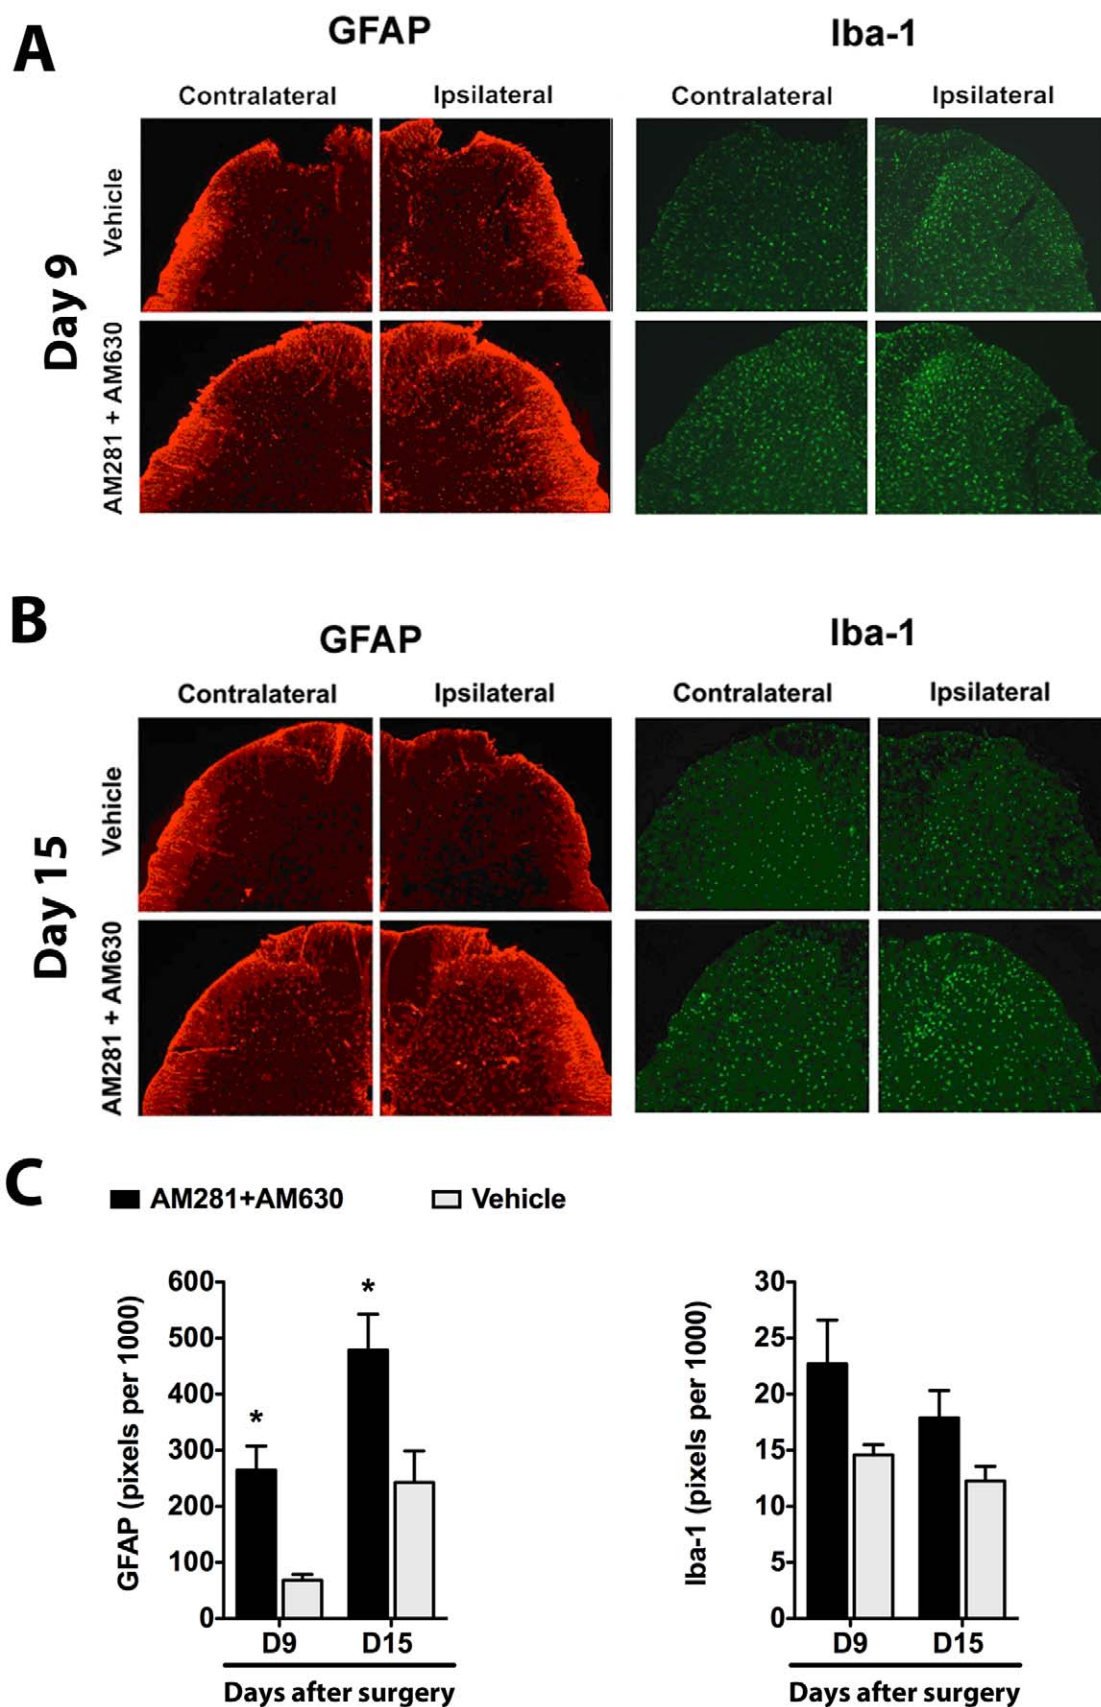 A
GFAP
Iba-1
Contralateral
Ipsilateral
Contralateral
Ipsilateral
Day 9
Vehicle
AM281 + AM630
B
GFAP
Iba-1
Contralateral
Ipsilateral
Contralateral
Ipsilateral
Day 15
Vehicle
AM281 + AM630
C
AM281+AM630
Vehicle
GFAP (pixels per 1000)
600
500
400
300
200
100
0
*
*
D9
D15
Days after surgery
Iba-1 (pixels per 1000)
30
25
20
15
10
5
0
D9
D15
Days after surgery